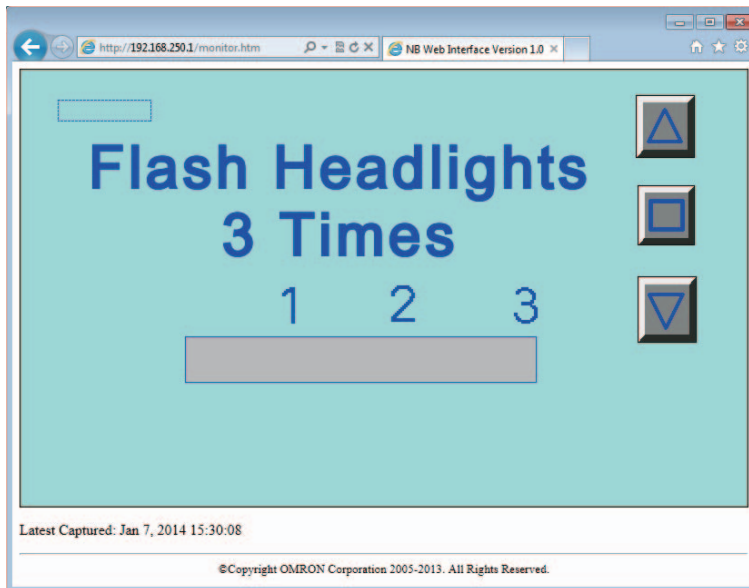 http://192.168.250.1/monitor.htm
NB Web Interface Version 1.0
Flash Headlights
3 Times
1 2 3
Latest Captured: Jan 7, 2014 15:30:08
©Copyright OMRON Corporation 2005-2013. All Rights Reserved.